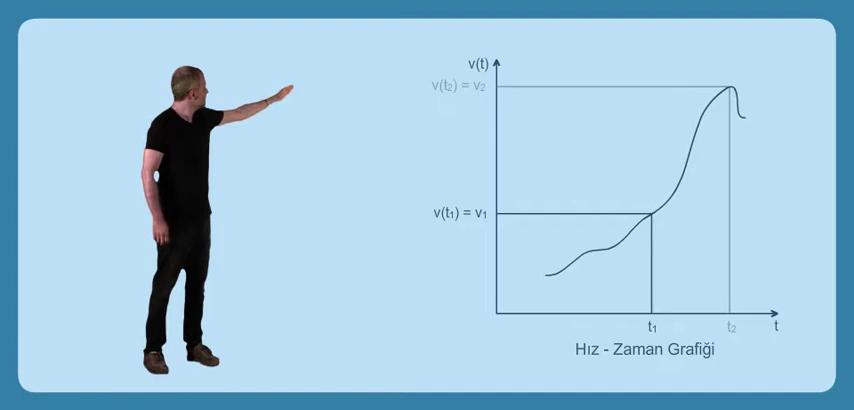 v(t)
v(t₂) = v₂
v(t₁) = v₁
t₁
t₂
t
Hız - Zaman Grafiği